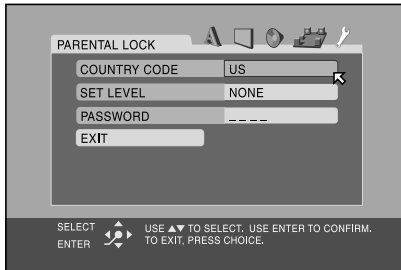 PARENTAL LOCK
COUNTRY CODE US
SET LEVEL NONE
PASSWORD _ _ _ _
EXIT
SELECT
ENTER
USE ▲▼ TO SELECT. USE ENTER TO CONFIRM.
TO EXIT, PRESS CHOICE.